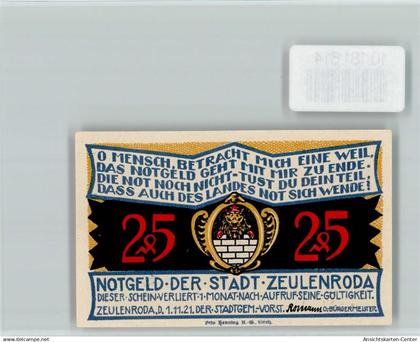 O MENSCH, BETRACHT MICH EINE WEIL,
DAS NOTGELD GEHT MIT MIR ZU ENDE,
DIE NOT NOCH NICHT-TUST DU DEIN TEIL,
DASS AUCH DES LANDES NOT SICH WENDE!
25 25
NOTGELD·DER·STADT·ZEULENRODA
DIESER·SCHEIN·VERLIERT·1·MONAT·NACH·AUFRUF·SEINE·GÜLTIGKEIT.
ZEULENRODA, D. 1. 11. 21. DER STADTGEM.·VORST. O.BÜRGERMEISTER
© Ansichtskarten-Center